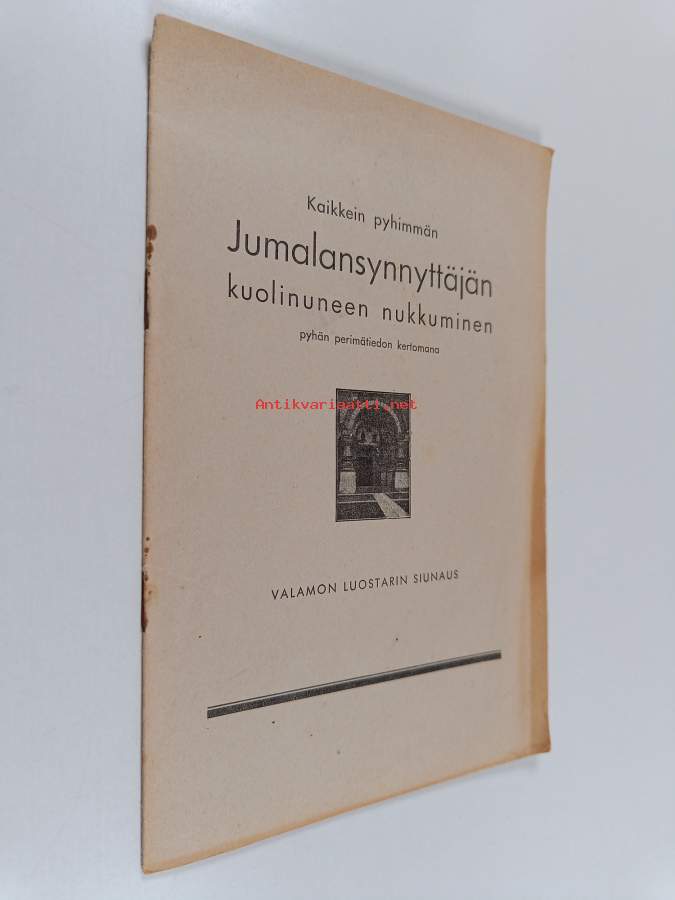 Kaikkein pyhimmän
Jumalansynnyttäjän
kuolinuneen nukkuminen
pyhän perimätiedon kertomana
Antikvariaatti.net
VALAMON LUOSTARIN SIUNAUS